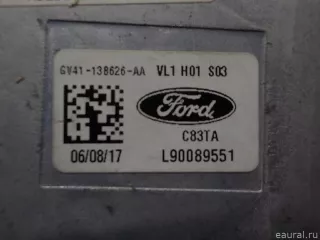 GV41-13B626-AA VL1 H01 S03
Ford
C83TA
06/08/17 L90089551
eaural.ru